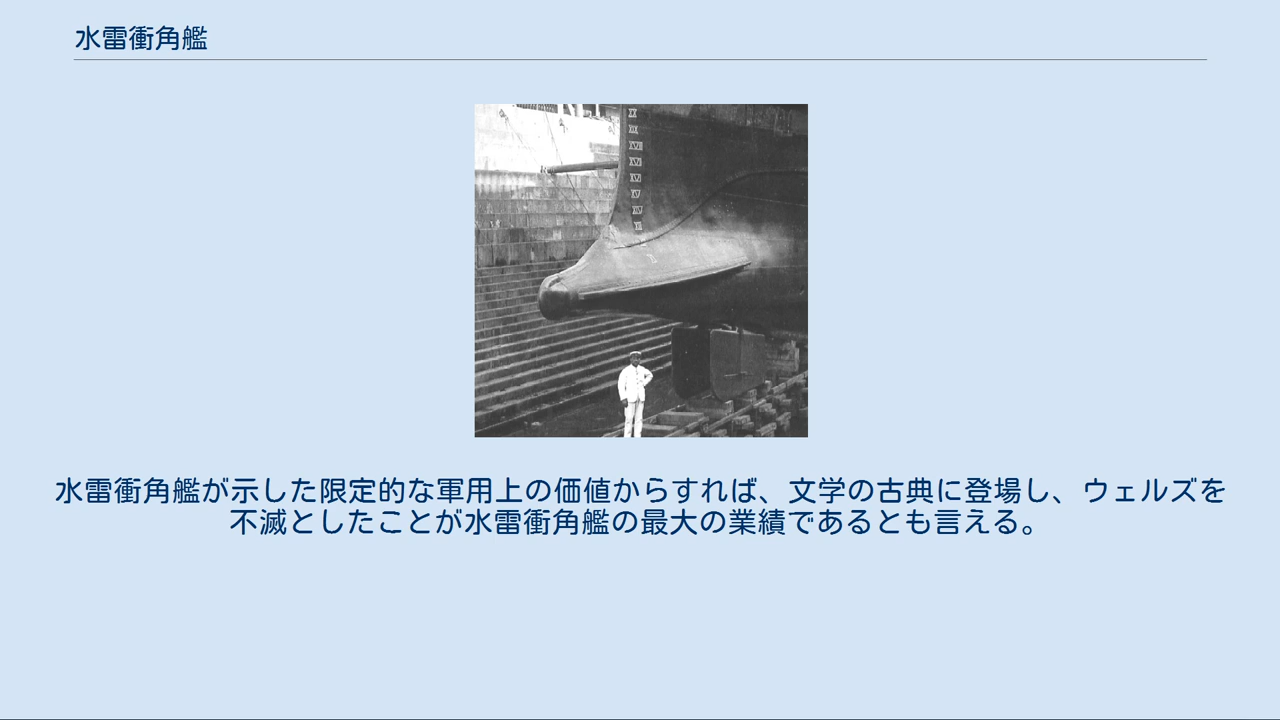 水雷衝角艦
水雷衝角艦が示した限定的な軍用上の価値からすれば、文学の古典に登場し、ウェルズを
不滅としたことが水雷衝角艦の最大の業績であるとも言える。